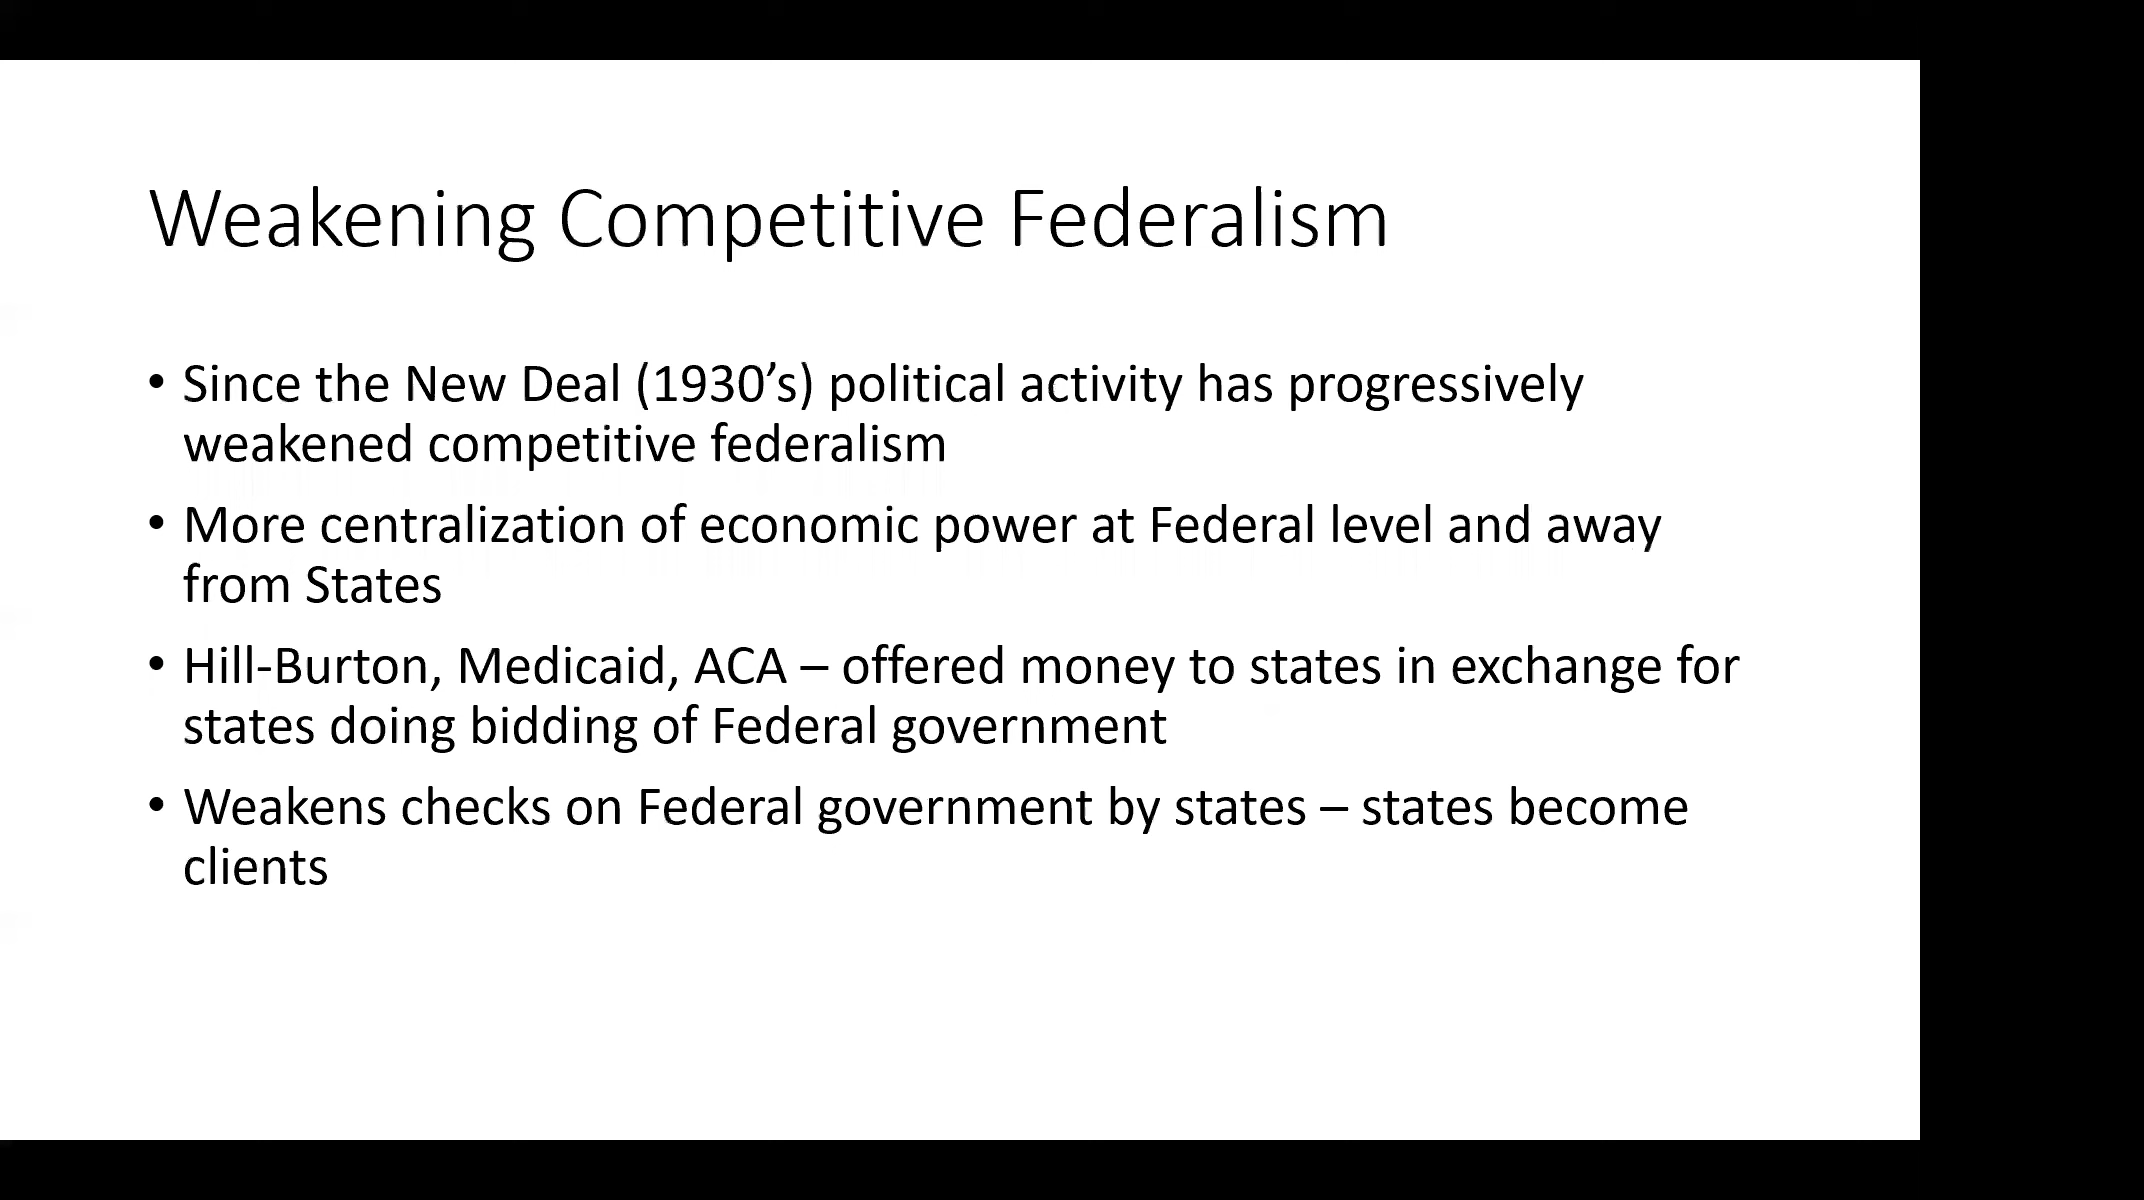 Weakening Competitive Federalism
• Since the New Deal (1930’s) political activity has progressively
weakened competitive federalism
• More centralization of economic power at Federal level and away
from States
• Hill-Burton, Medicaid, ACA – offered money to states in exchange for
states doing bidding of Federal government
• Weakens checks on Federal government by states – states become
clients